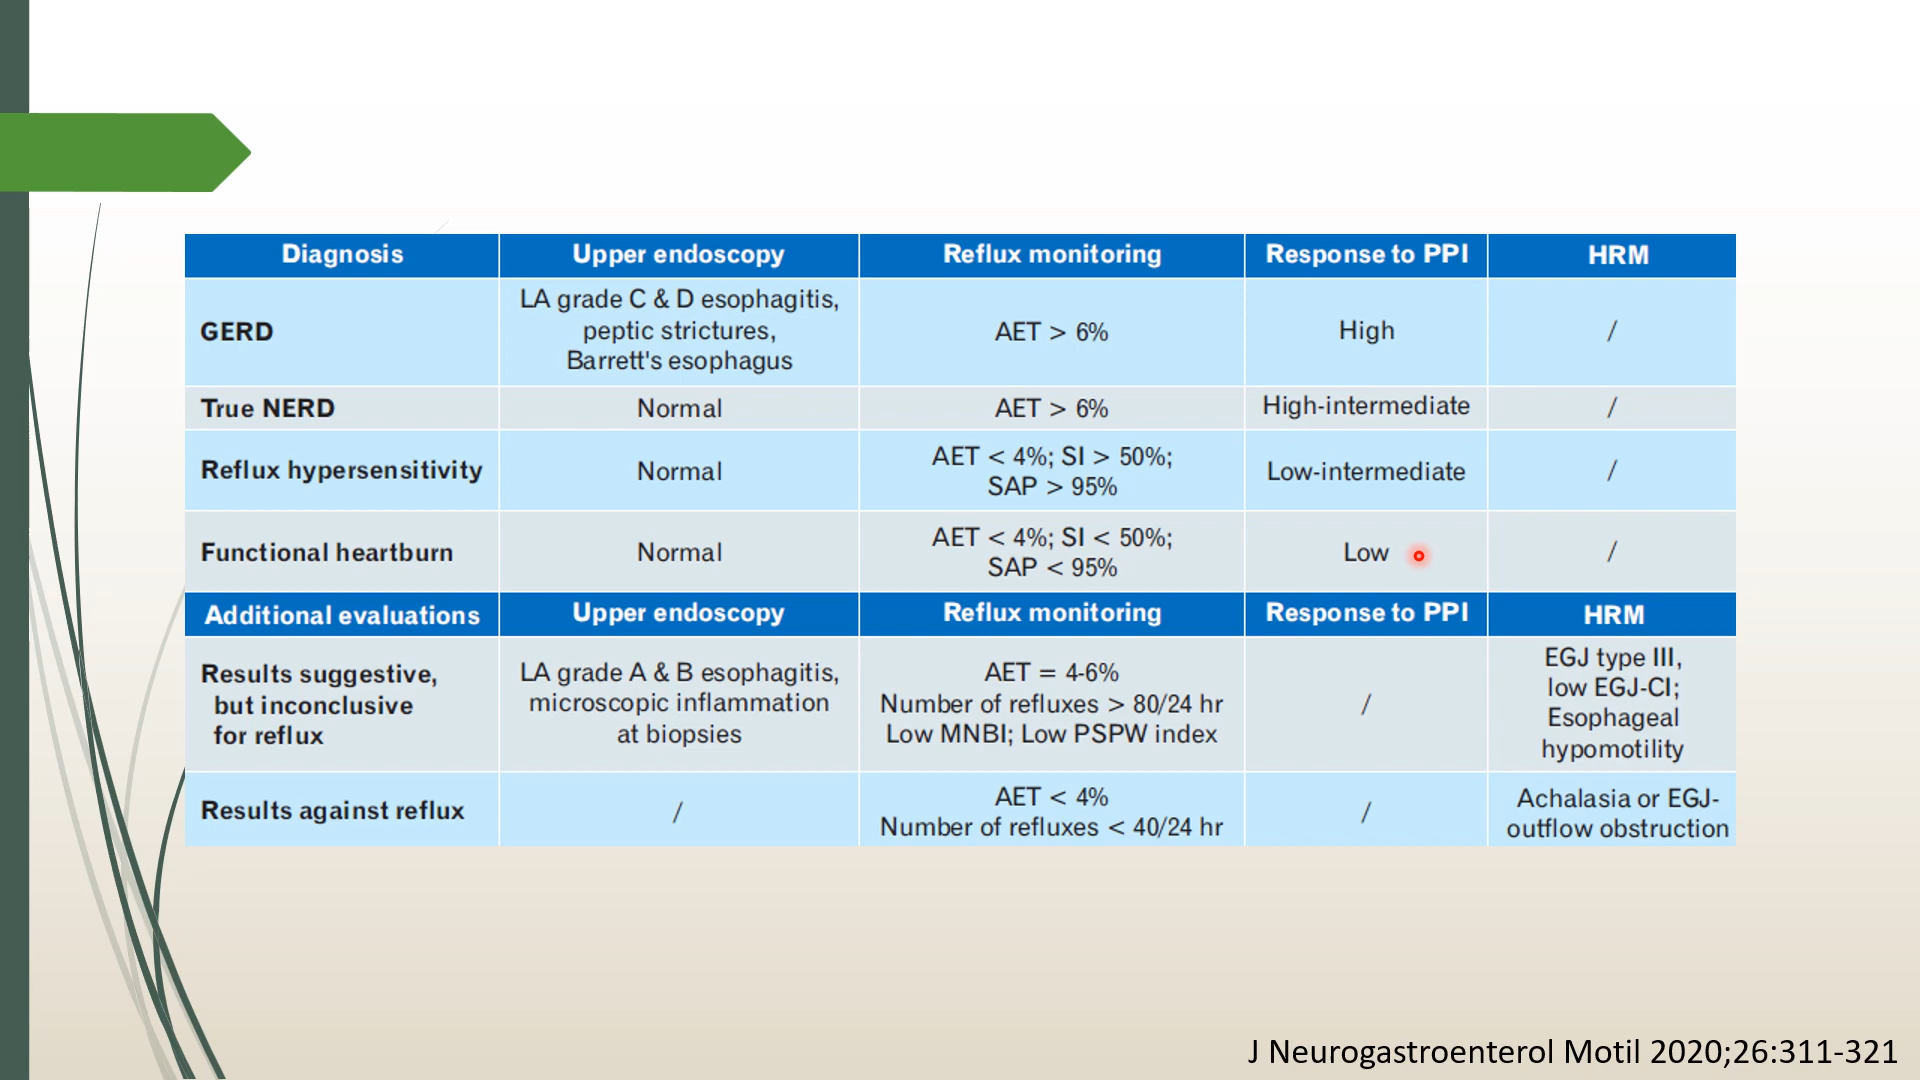 Diagnosis Upper endoscopy Reflux monitoring Response to PPI HRM
GERD
LA grade C & D esophagitis,
peptic strictures,
Barrett's esophagus
AET > 6%
High
/
True NERD
Normal
AET > 6%
High-intermediate
/
Reflux hypersensitivity
Normal
AET < 4%; SI > 50%;
SAP > 95%
Low-intermediate
/
Functional heartburn
Normal
AET < 4%; SI < 50%;
SAP < 95%
Low
/
Additional evaluations Upper endoscopy Reflux monitoring Response to PPI HRM
Results suggestive,
but inconclusive
for reflux
LA grade A & B esophagitis,
microscopic inflammation
at biopsies
AET = 4-6%
Number of refluxes > 80/24 hr
Low MNBI; Low PSPW index
/
EGJ type III,
low EGJ-CI;
Esophageal
hypomotility
Results against reflux
/
AET < 4%
Number of refluxes < 40/24 hr
/
Achalasia or EGJ-
outflow obstruction
J Neurogastroenterol Motil 2020;26:311-321